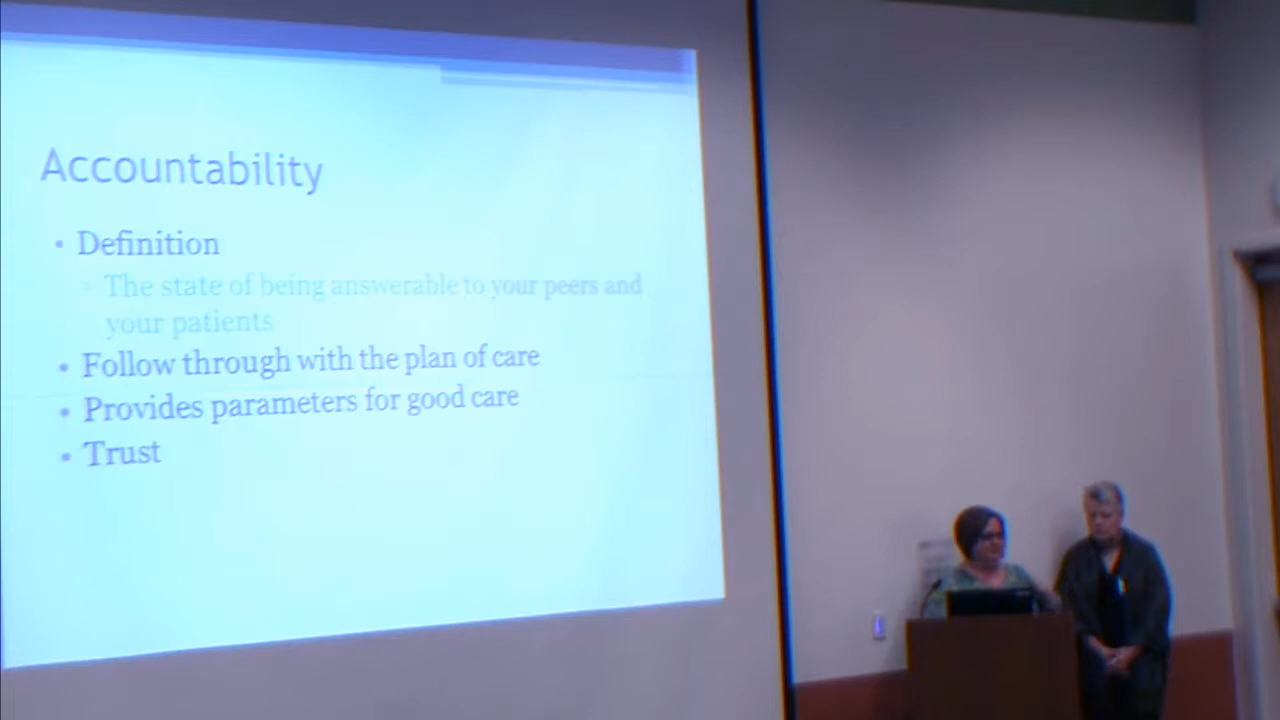 Accountability
• Definition
The state of being answerable to your peers and
your patients
• Follow through with the plan of care
• Provides parameters for good care
• Trust